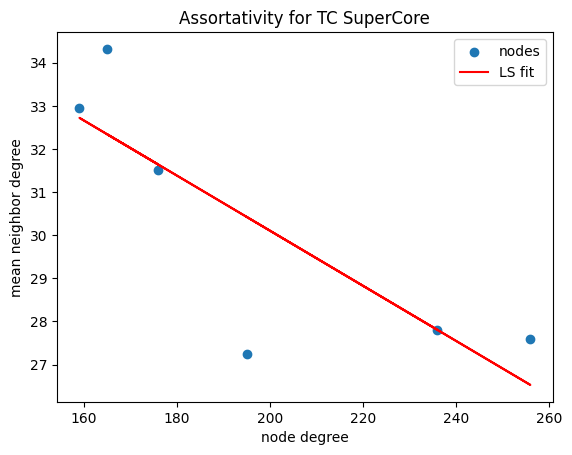 Assortativity for TC SuperCore
nodes
LS fit
mean neighbor degree
34
33
32
31
30
29
28
27
160
180
200
220
240
260
node degree